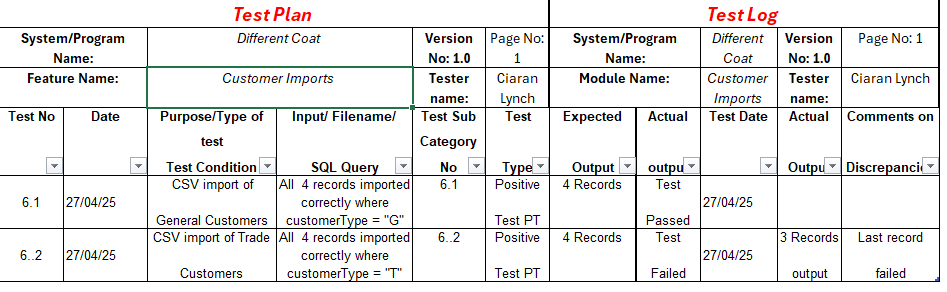 Test Plan Test Log
System/Program Name: Different Coat Version No: 1.0 Page No: 1 System/Program Name: Different Coat Version No: 1.0 Page No: 1
Feature Name: Customer Imports Tester name: Ciaran Lynch Module Name: Customer Imports Tester name: Ciaran Lynch
Test No Date Purpose/Type of test Test Condition Input/ Filename/ SQL Query Test Sub Category No Test Type Expected Output Actual outpu Test Date Actual Outpu Comments on Discrepanci
6.1 27/04/25 CSV import of General Customers All 4 records imported correctly where customerType = "G" 6.1 Positive Test PT 4 Records Test Passed 27/04/25
6..2 27/04/25 CSV import of Trade Customers All 4 records imported correctly where customerType = "T" 6..2 Positive Test PT 4 Records Test Failed 27/04/25 3 Records output Last record failed